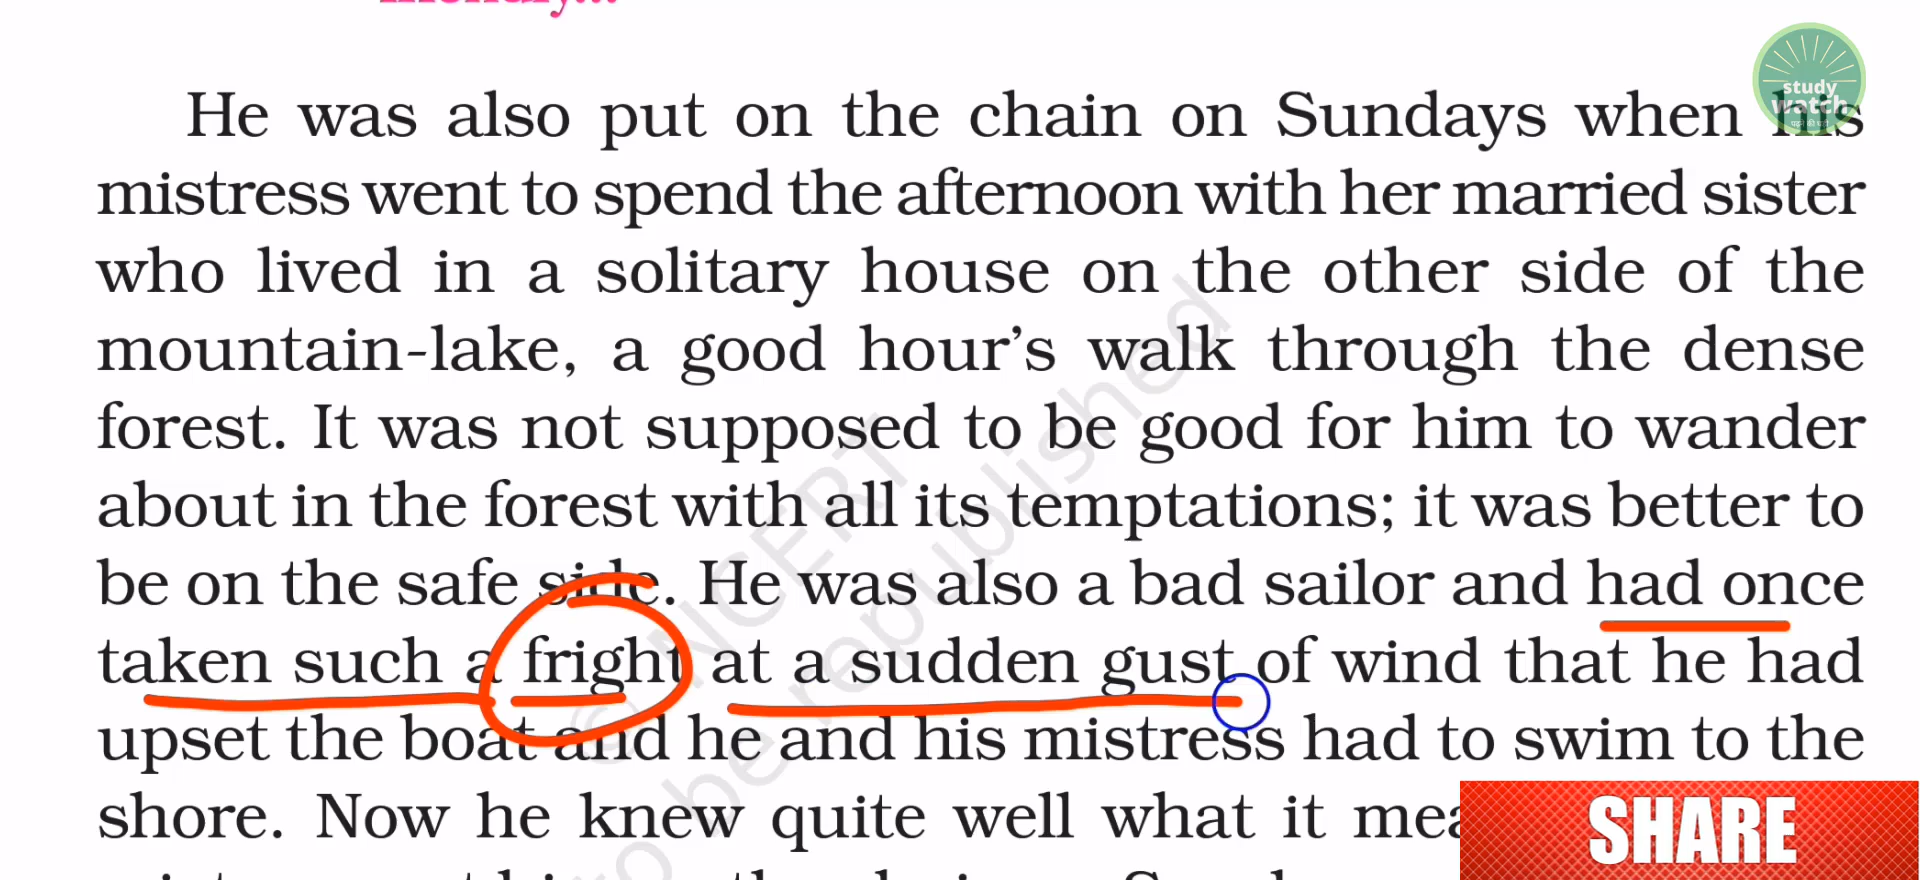 He was also put on the chain on Sundays when his
mistress went to spend the afternoon with her married sister
who lived in a solitary house on the other side of the
mountain-lake, a good hour's walk through the dense
forest. It was not supposed to be good for him to wander
about in the forest with all its temptations; it was better to
be on the safe side. He was also a bad sailor and had once
taken such a fright at a sudden gust of wind that he had
upset the boat and he and his mistress had to swim to the
shore. Now he knew quite well what it
study
watch
© NCERT
to be republished
SHARE